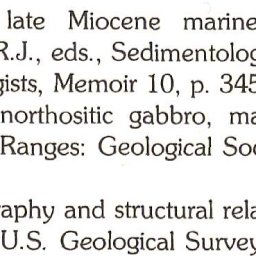 late Miocene marine
R.J., eds., Sedimentolog
gists, Memoir 10, p. 345
northositic gabbro, ma
Ranges: Geological Soc
aphy and structural rela
U.S. Geological Survey